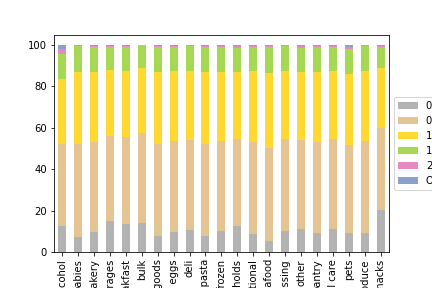 100
80
60
40
20
0
cohol
abies
akery
rages
akfast
bulk
goods
eggs
deli
pasta
rozen
holds
tional
afood
ssing
other
antry
l care
pets
oduce
nacks
0
0
1
1
2